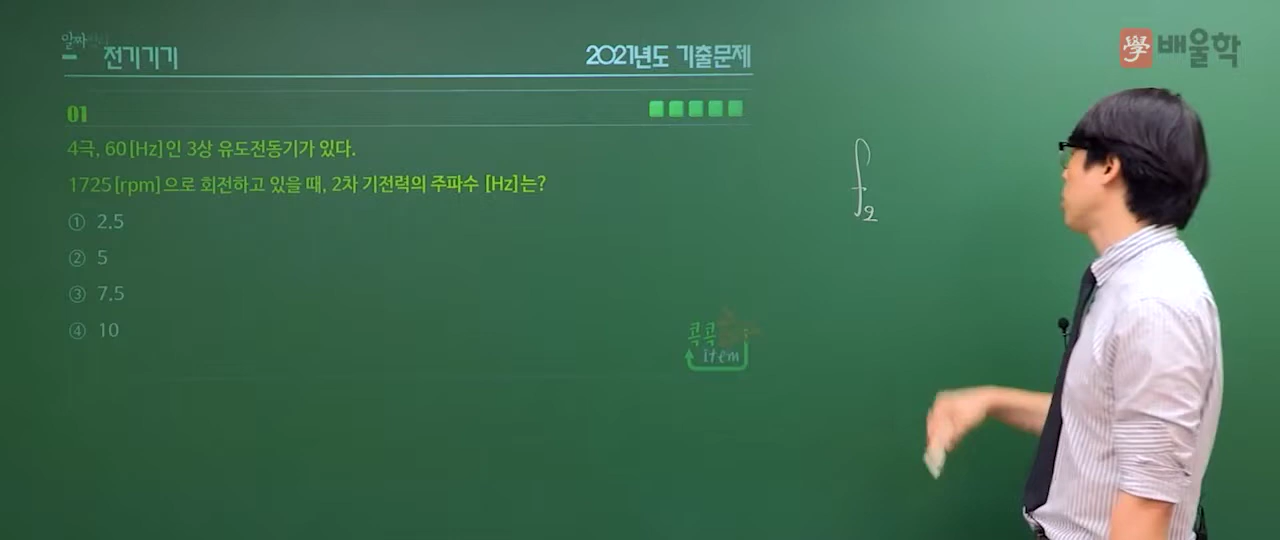 말짜
전기기기
2021년도 기출문제
學 배울학
01
4극, 60[Hz]인 3상 유도전동기가 있다.
1725[rpm]으로 회전하고 있을 때, 2차 기전력의 주파수 [Hz]는?
① 2.5
② 5
③ 7.5
④ 10
f2
콕콕
item